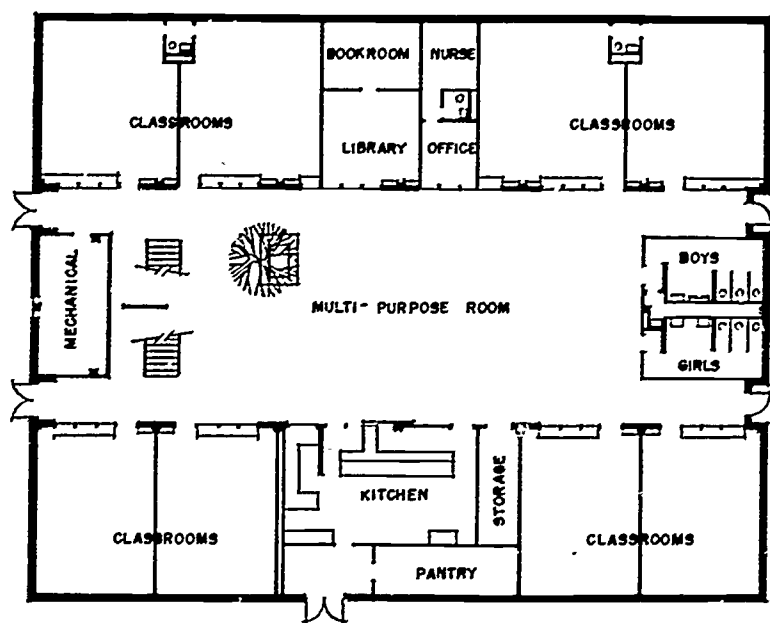 BOOKROOM
NURSE
CLASSROOMS
LIBRARY
OFFICE
CLASSROOMS
MECHANICAL
BOYS
MULTI-PURPOSE ROOM
GIRLS
KITCHEN
STORAGE
CLASSROOMS
CLASSROOMS
PANTRY